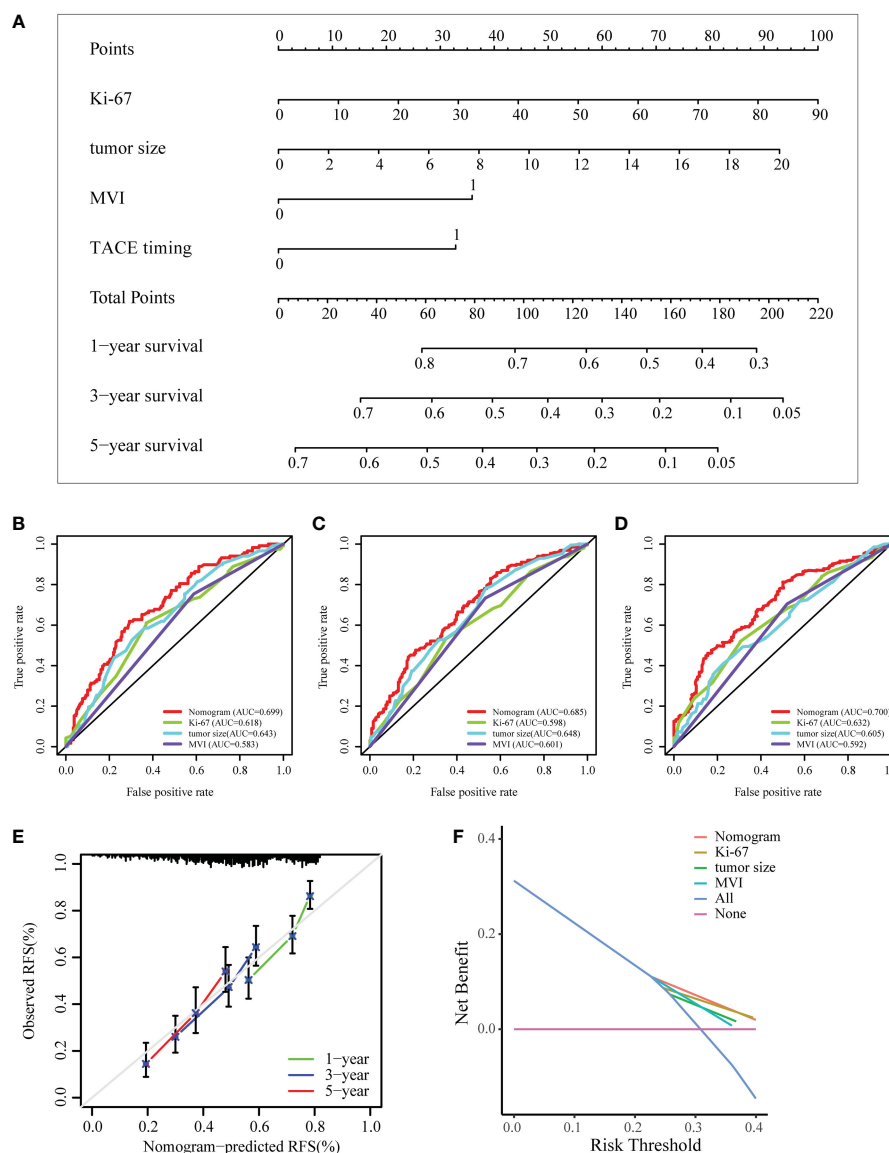 A
Points
0 10 20 30 40 50 60 70 80 90 100
Ki-67
0 10 20 30 40 50 60 70 80 90
tumor size
0 2 4 6 8 10 12 14 16 18 20
MVI
1
0
TACE timing
1
0
Total Points
0 20 40 60 80 100 120 140 160 180 200 220
1−year survival
0.8 0.7 0.6 0.5 0.4 0.3
3−year survival
0.7 0.6 0.5 0.4 0.3 0.2 0.1 0.05
5−year survival
0.7 0.6 0.5 0.4 0.3 0.2 0.1 0.05
B
True positive rate
1.0
0.8
0.6
0.4
0.2
0.0
Nomogram (AUC=0.699)
Ki-67 (AUC=0.618)
tumor size(AUC=0.643)
MVI (AUC=0.583)
0.0 0.2 0.4 0.6 0.8 1.0
False positive rate
C
True positive rate
1.0
0.8
0.6
0.4
0.2
0.0
Nomogram (AUC=0.685)
Ki-67 (AUC=0.598)
tumor size(AUC=0.648)
MVI (AUC=0.601)
0.0 0.2 0.4 0.6 0.8 1.0
False positive rate
D
True positive rate
1.0
0.8
0.6
0.4
0.2
0.0
Nomogram (AUC=0.700)
Ki-67 (AUC=0.632)
tumor size(AUC=0.605)
MVI (AUC=0.592)
0.0 0.2 0.4 0.6 0.8 1.0
False positive rate
E
Observed RFS(%)
1.0
0.8
0.6
0.4
0.2
0.0
1−year
3−year
5−year
0.0 0.2 0.4 0.6 0.8 1.0
Nomogram−predicted RFS(%)
F
Net Benefit
0.4
0.2
0.0
Nomogram
Ki-67
tumor size
MVI
All
None
0.0 0.1 0.2 0.3 0.4
Risk Threshold